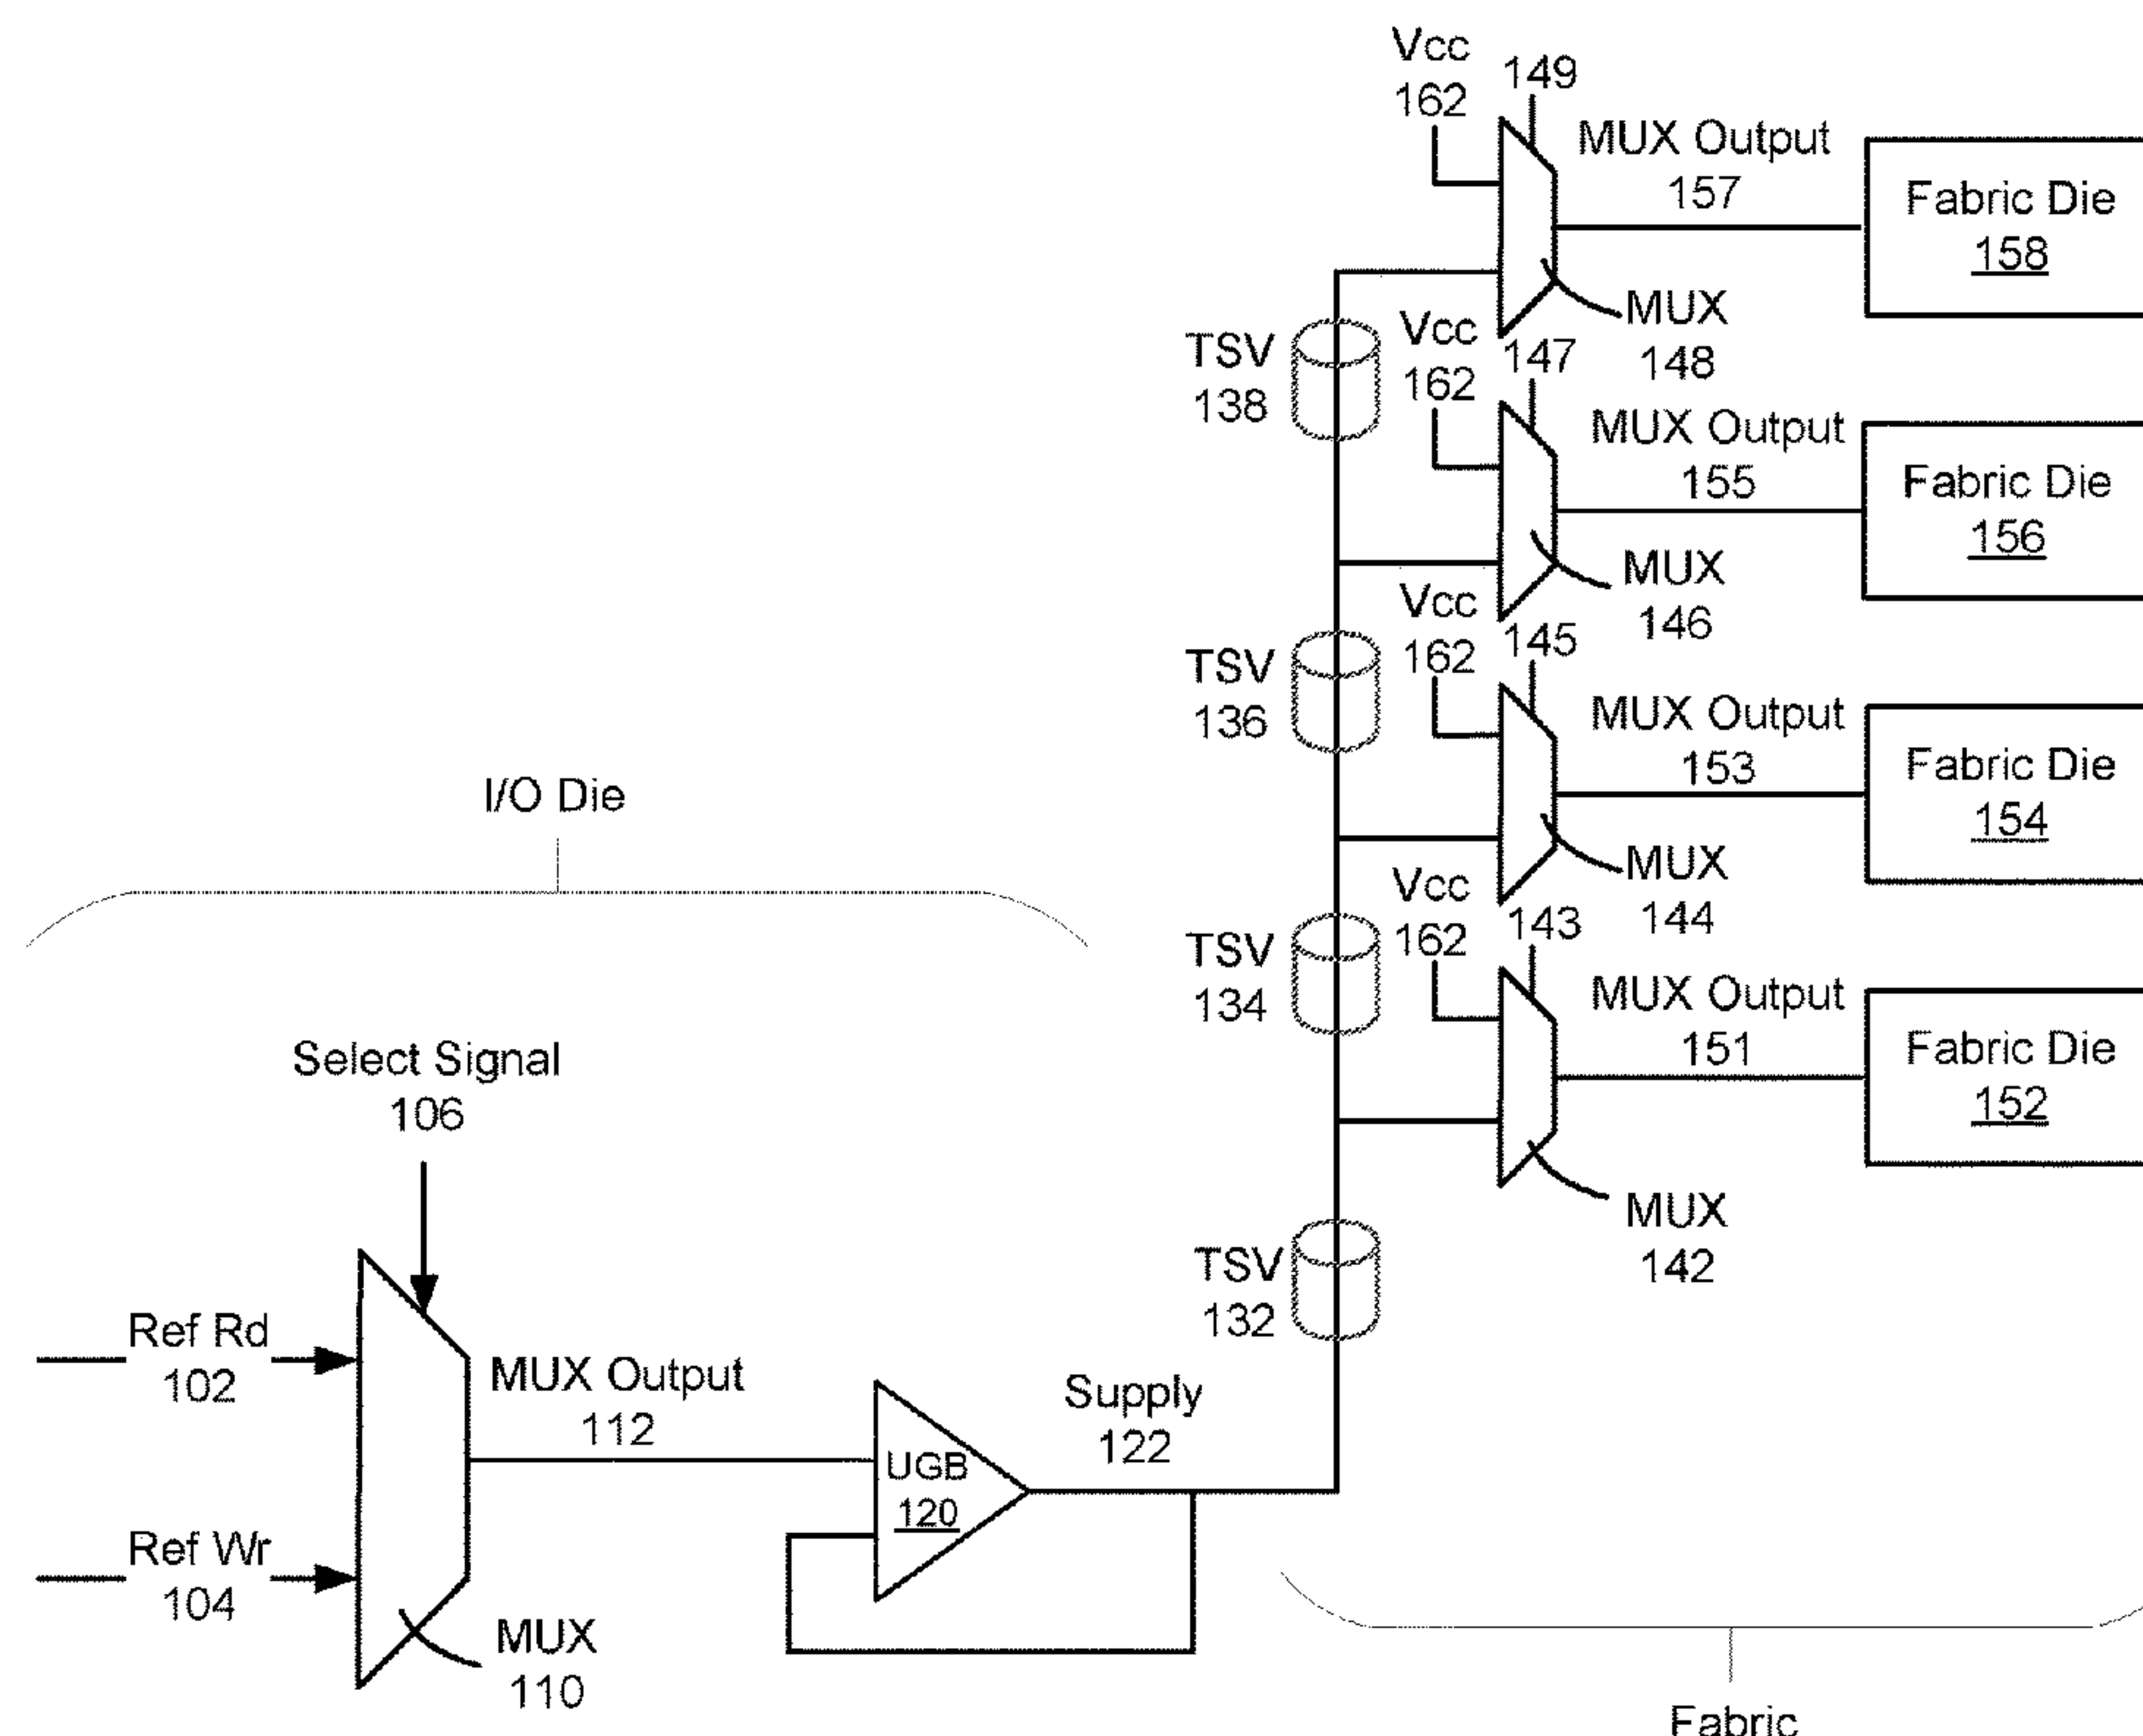 Vcc
162
149
MUX Output
157
Fabric Die
158
MUX
148
TSV
138
Vcc
162
147
MUX Output
155
Fabric Die
156
MUX
146
TSV
136
Vcc
162
145
MUX Output
153
Fabric Die
154
MUX
144
I/O Die
TSV
134
Vcc
162
143
MUX Output
151
Fabric Die
152
MUX
142
Select Signal
106
TSV
132
Ref Rd
102
MUX Output
112
UGB
120
Supply
122
Ref Wr
104
MUX
110
Fabric